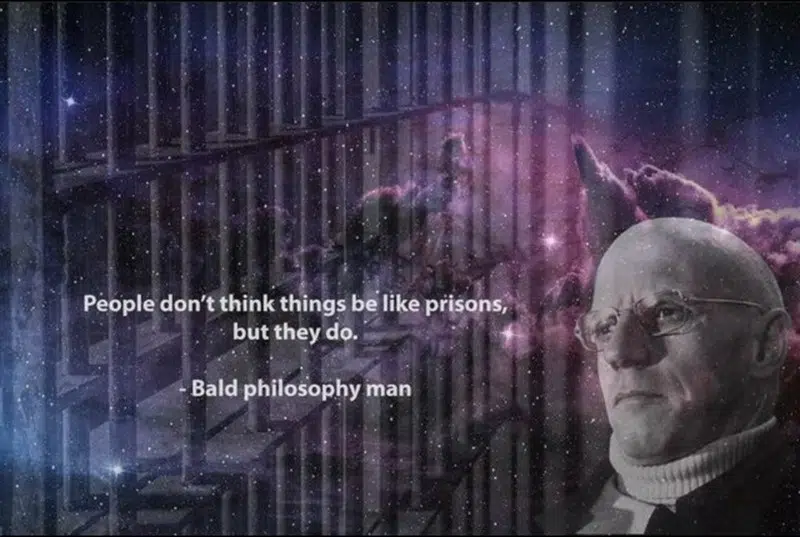 People don't think things be like prisons,
but they do.
- Bald philosophy man